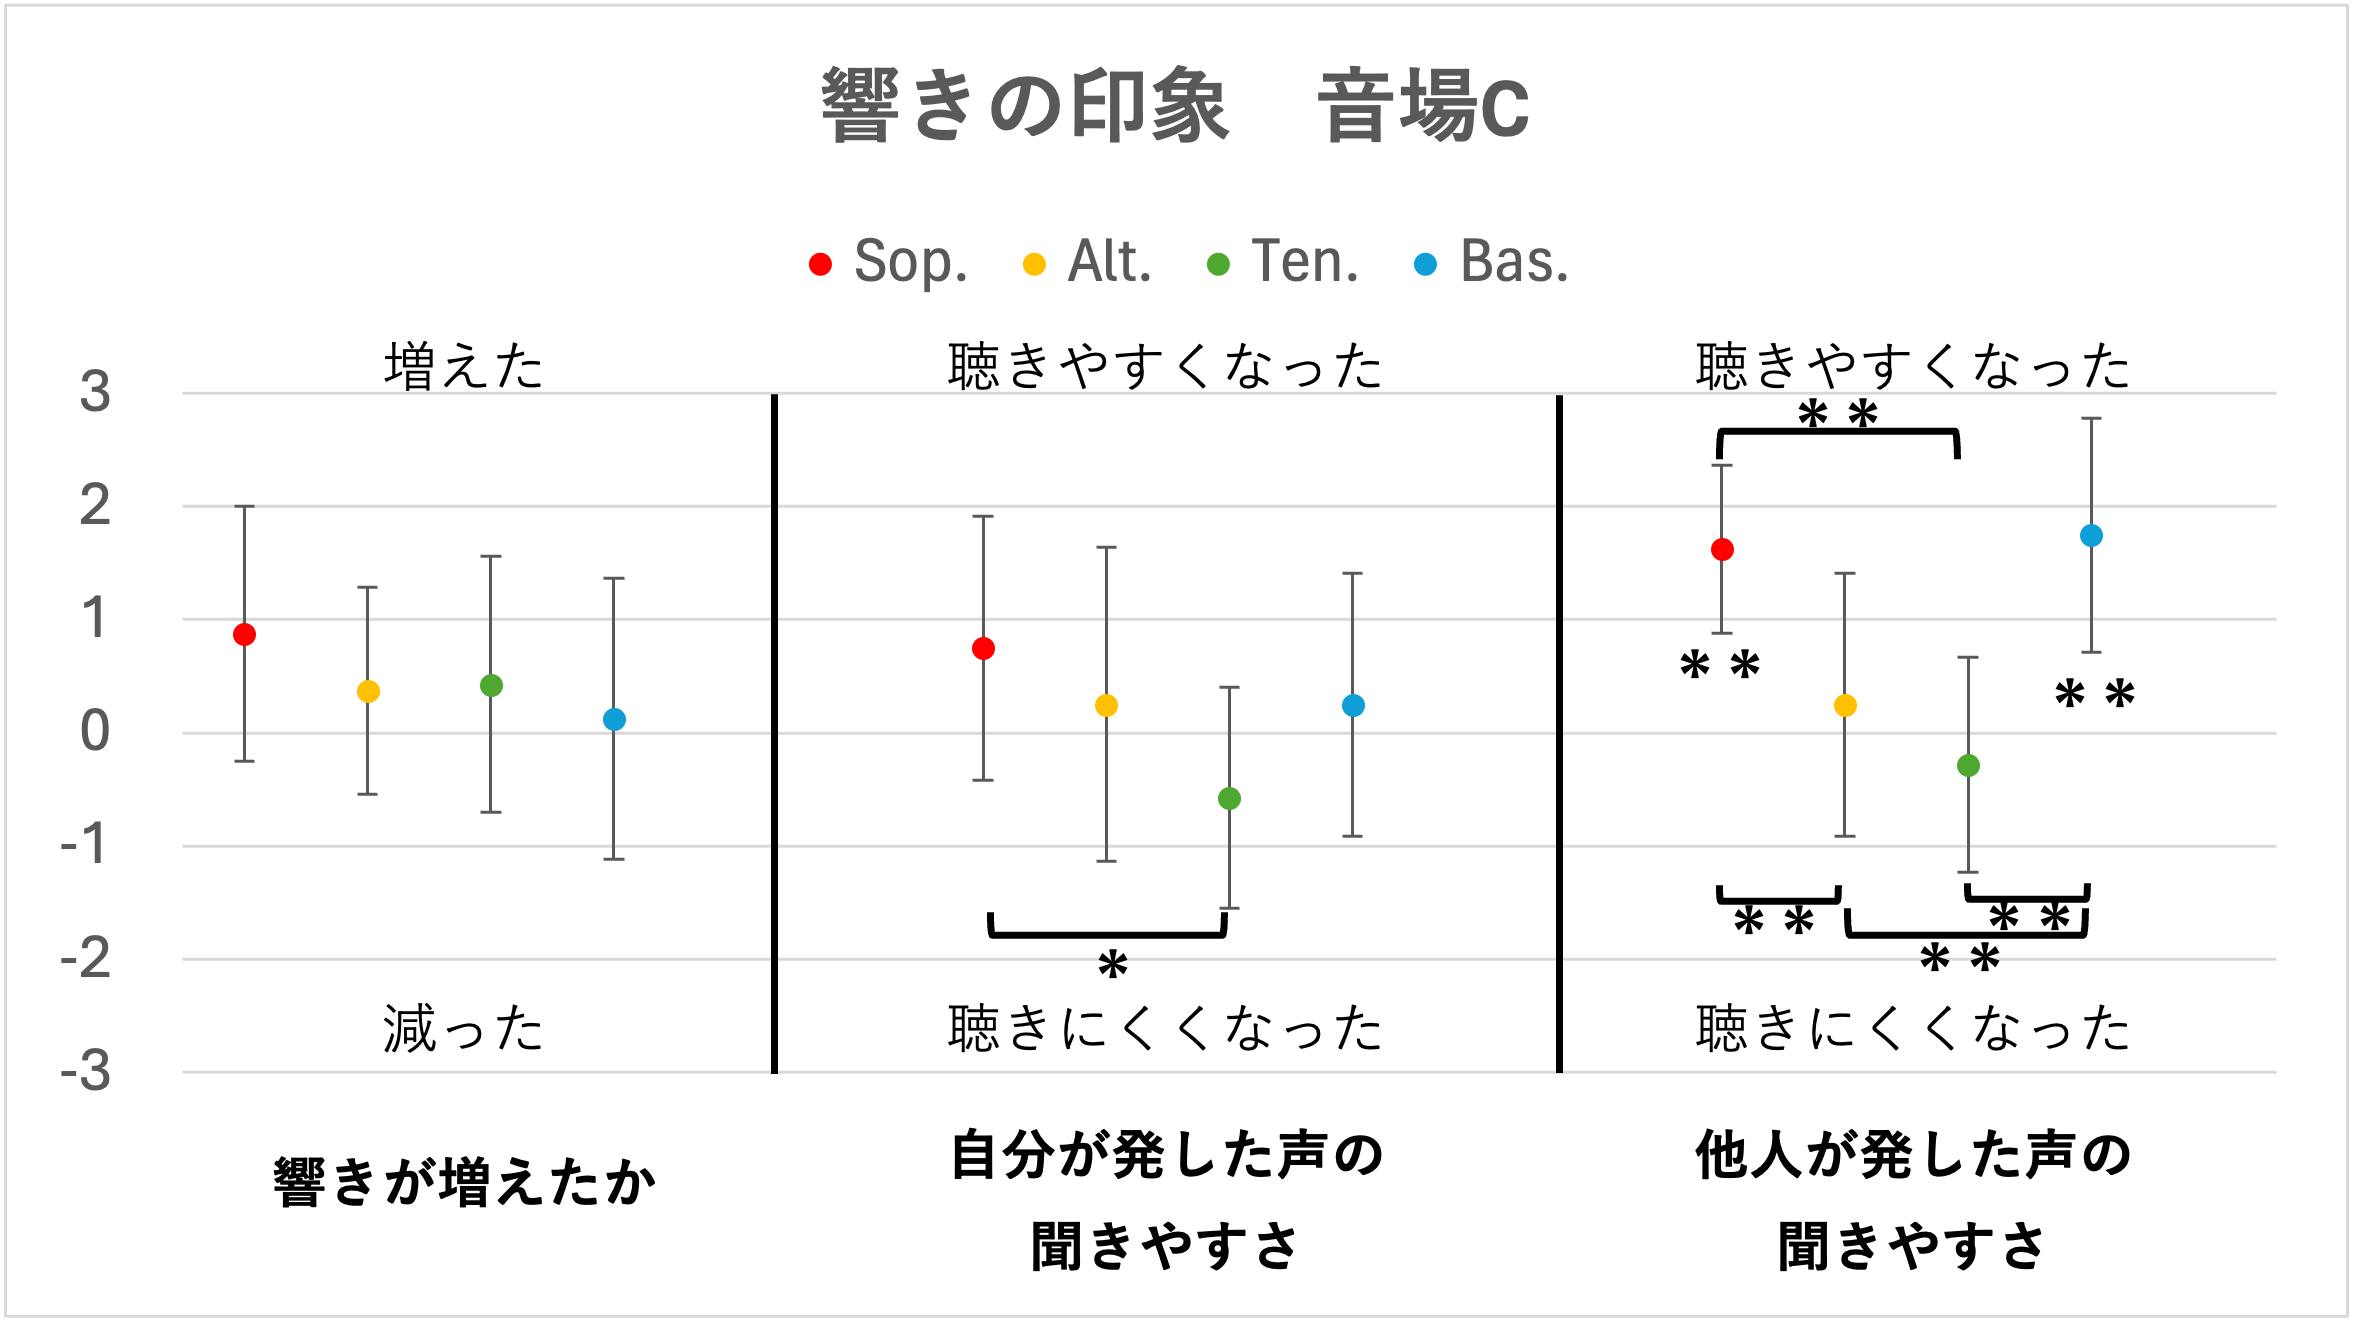 響きの印象　音場C
Sop. Alt. Ten. Bas.
増えた 聴きやすくなった 聴きやすくなった
3
**
2
1
** **
0
-1
** **
* **
-2
減った 聴きにくくなった 聴きにくくなった
-3
響きが増えたか
自分が発した声の
聞きやすさ
他人が発した声の
聞きやすさ